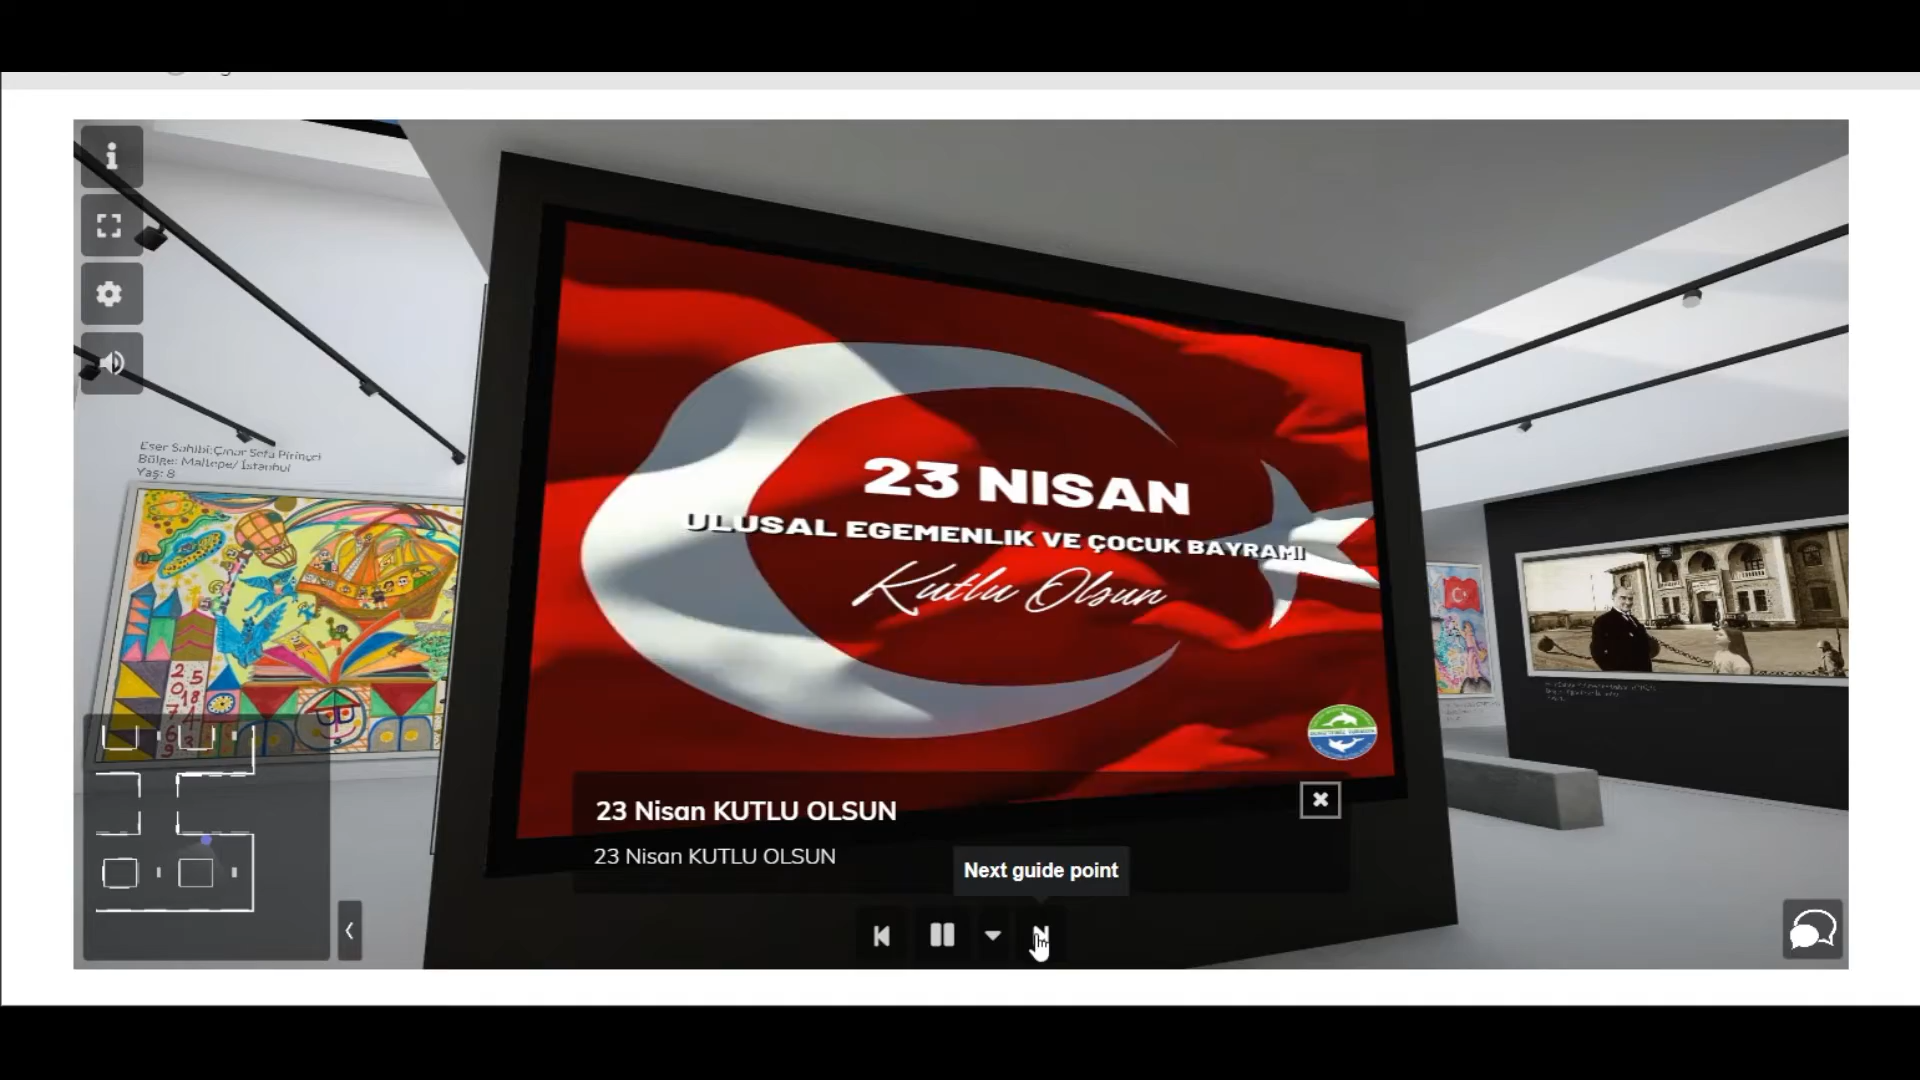 Eser Sahibi:Çınar Sefa Pirinçci
Bölge: Maltepe/ İstanbul
Yaş: 8
23 NISAN
ULUSAL EGEMENLIK VE ÇOCUK BAYRAMI
Kutlu Olsun
23 Nisan KUTLU OLSUN
23 Nisan KUTLU OLSUN
Next guide point